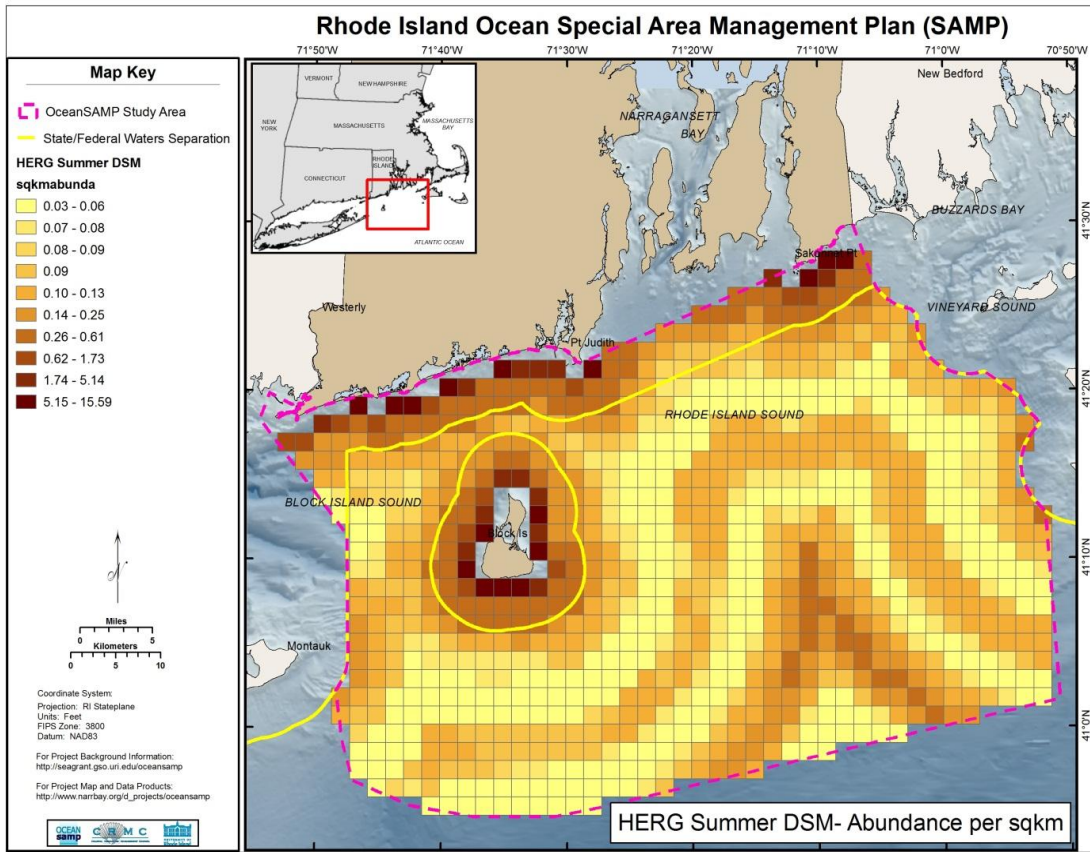 Rhode Island Ocean Special Area Management Plan (SAMP)
71°50'W
71°40'W
71°30'W
71°20'W
71°10'W
71°0'W
70°50'W
Map Key
OceanSAMP Study Area
State/Federal Waters Separation
HERG Summer DSM
sqkmabunda
0.03 - 0.06
0.07 - 0.08
0.08 - 0.09
0.09
0.10 - 0.13
0.14 - 0.25
0.26 - 0.61
0.62 - 1.73
1.74 - 5.14
5.15 - 15.59
N
Miles
0 5
Kilometers
0 5 10
Coordinate System:
Projection: RI Stateplane
Units: Feet
FIPS Zone: 3800
Datum: NAD83
For Project Background Information:
http://seagrant.gso.uri.edu/oceansamp
For Project Map and Data Products:
http://www.narrbay.org/d_projects/oceansamp
OCEAN
samp
CRMC
VERMONT
NEW HAMPSHIRE
NEW
YORK
MASSACHUSETTS
MASSACHUSETTS
BAY
CONNECTICUT
RHODE
ISLAND
ATLANTIC OCEAN
New Bedford
NARRAGANSETT
BAY
BUZZARDS BAY
Sakonnet Pt
VINEYARD SOUND
Westerly
Pt Judith
RHODE ISLAND SOUND
BLOCK ISLAND SOUND
Block Is
Montauk
41°30'N
41°20'N
41°10'N
41°0'N
HERG Summer DSM- Abundance per sqkm